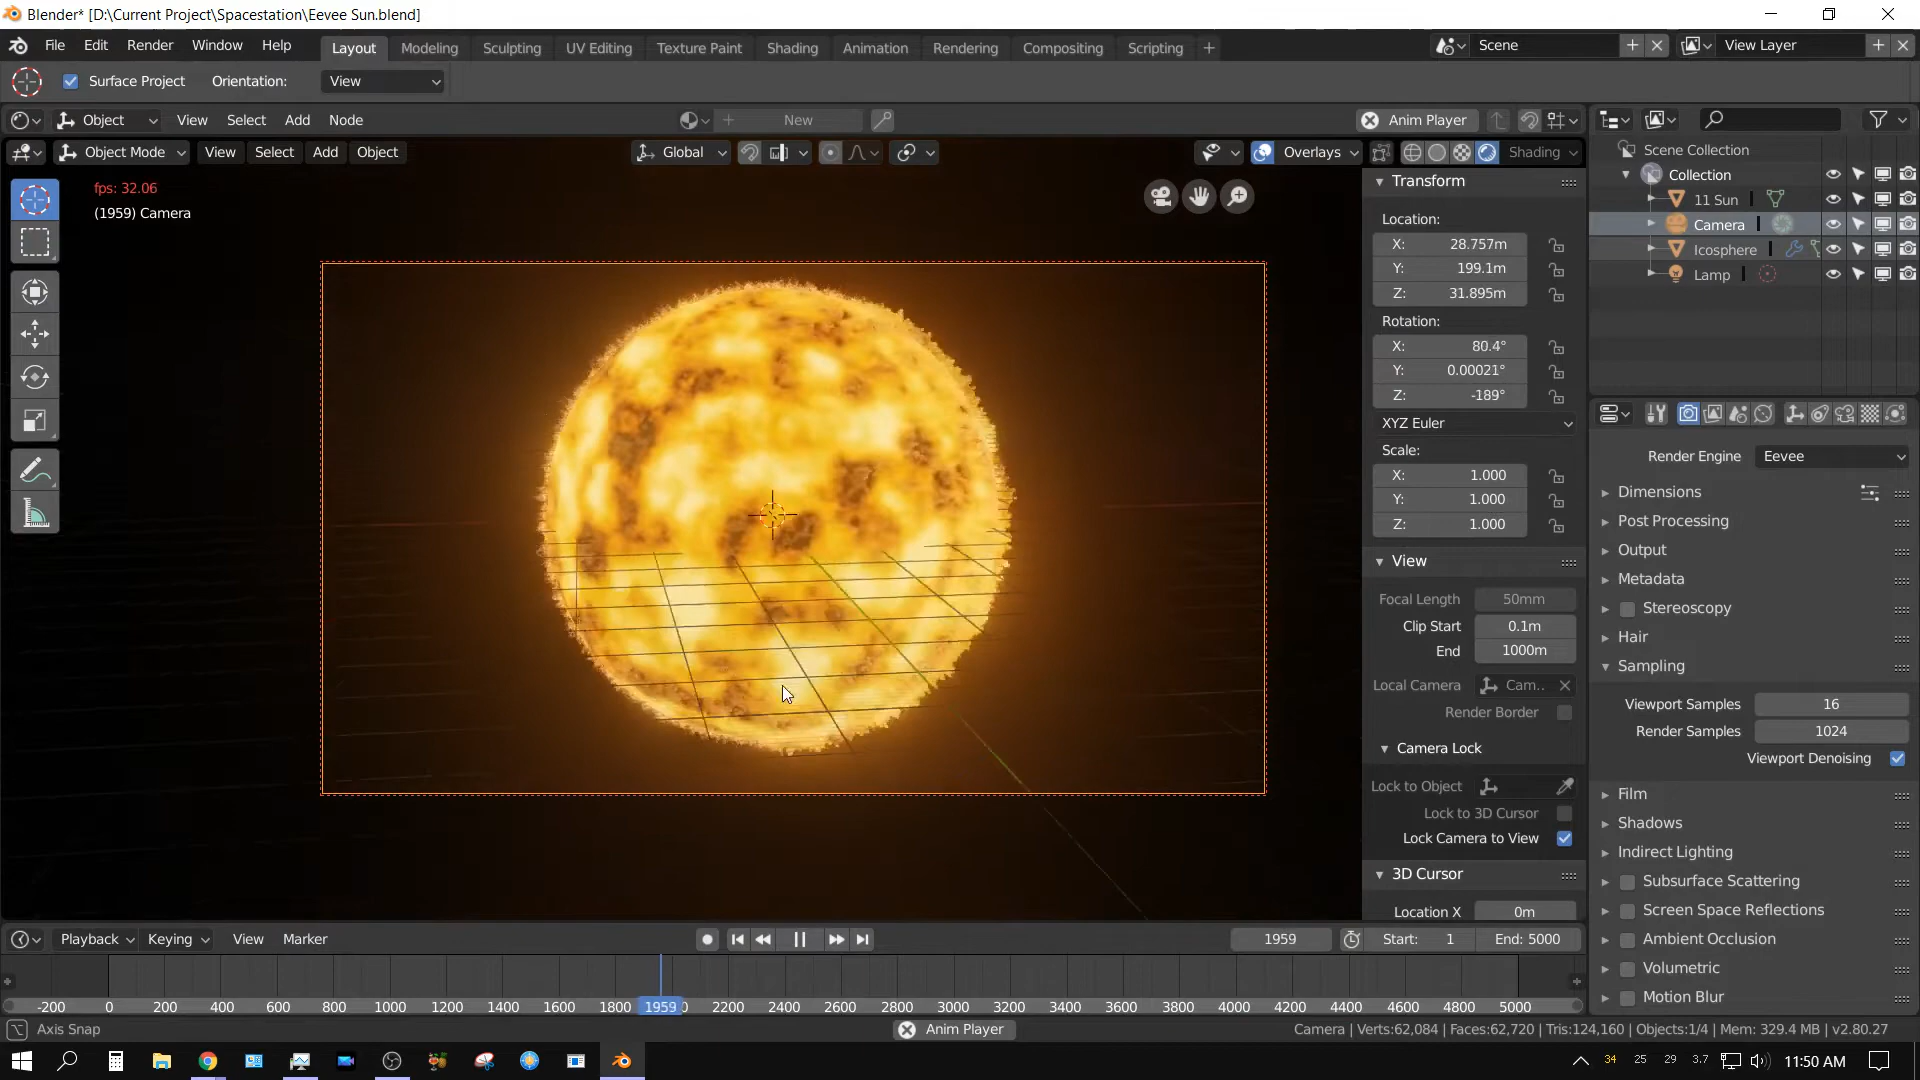 Blender* [D:\Current Project\Spacestation\Eevee Sun.blend]
File Edit Render Window Help Layout Modeling Sculpting UV Editing Texture Paint Shading Animation Rendering Compositing Scripting + Scene View Layer
Surface Project Orientation: View
Object View Select Add Node New Anim Player
Object Mode View Select Add Object Global Overlays Shading
fps: 32.06
(1959) Camera
Transform
Location:
X: 28.757m
Y: 199.1m
Z: 31.895m
Rotation:
X: 80.4°
Y: 0.00021°
Z: -189°
XYZ Euler
Scale:
X: 1.000
Y: 1.000
Z: 1.000
View
Focal Length 50mm
Clip Start 0.1m
End 1000m
Local Camera Cam..
Render Border
Camera Lock
Lock to Object
Lock to 3D Cursor
Lock Camera to View
3D Cursor
Location X 0m
Scene Collection
Collection
11 Sun
Camera
Icosphere
Lamp
Render Engine Eevee
Dimensions
Post Processing
Output
Metadata
Stereoscopy
Hair
Sampling
Viewport Samples 16
Render Samples 1024
Viewport Denoising
Film
Shadows
Indirect Lighting
Subsurface Scattering
Screen Space Reflections
Ambient Occlusion
Volumetric
Motion Blur
Playback Keying View Marker 1959 Start: 1 End: 5000
-200 0 200 400 600 800 1000 1200 1400 1600 1800 1959 0 2200 2400 2600 2800 3000 3200 3400 3600 3800 4000 4200 4400 4600 4800 5000
Axis Snap Anim Player Camera | Verts:62,084 | Faces:62,720 | Tris:124,160 | Objects:1/4 | Mem: 329.4 MB | v2.80.27
34 25 29 3.7 11:50 AM